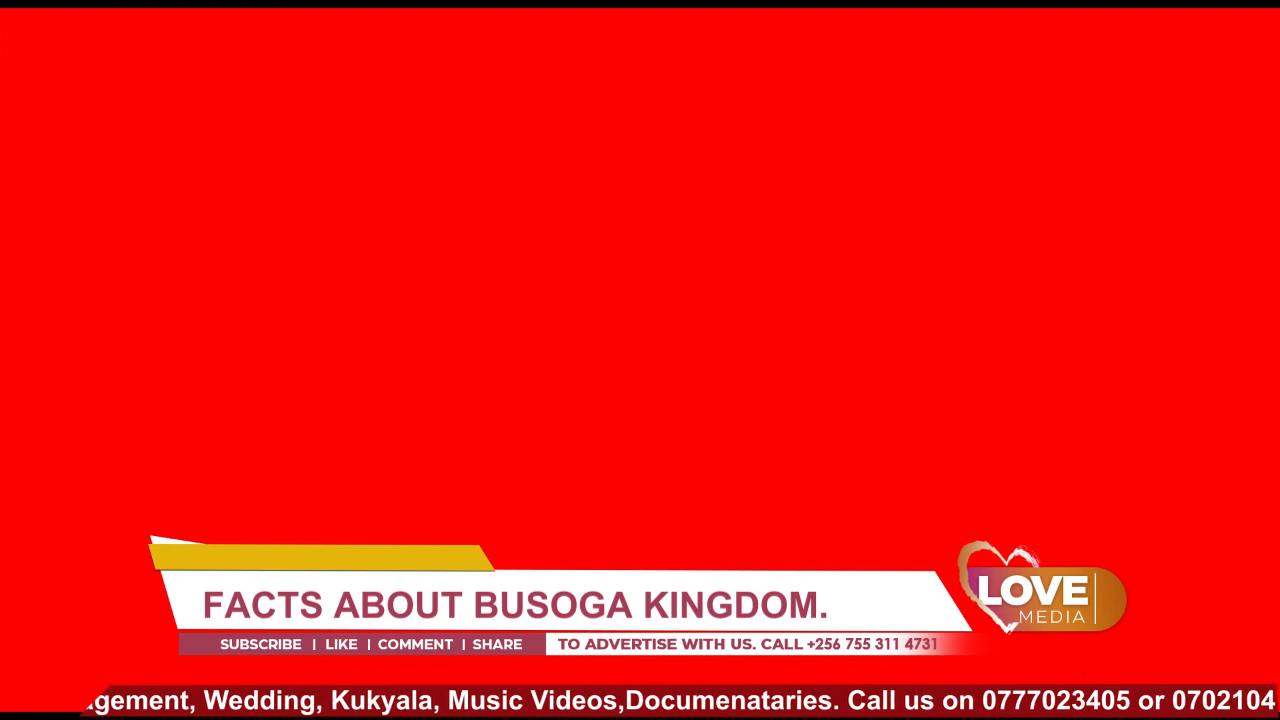 FACTS ABOUT BUSOGA KINGDOM.
LOVE
MEDIA
SUBSCRIBE | LIKE | COMMENT | SHARE TO ADVERTISE WITH US. CALL +256 755 311 4731
agement, Wedding, Kukyala, Music Videos,Documenataries. Call us on 0777023405 or 0702104